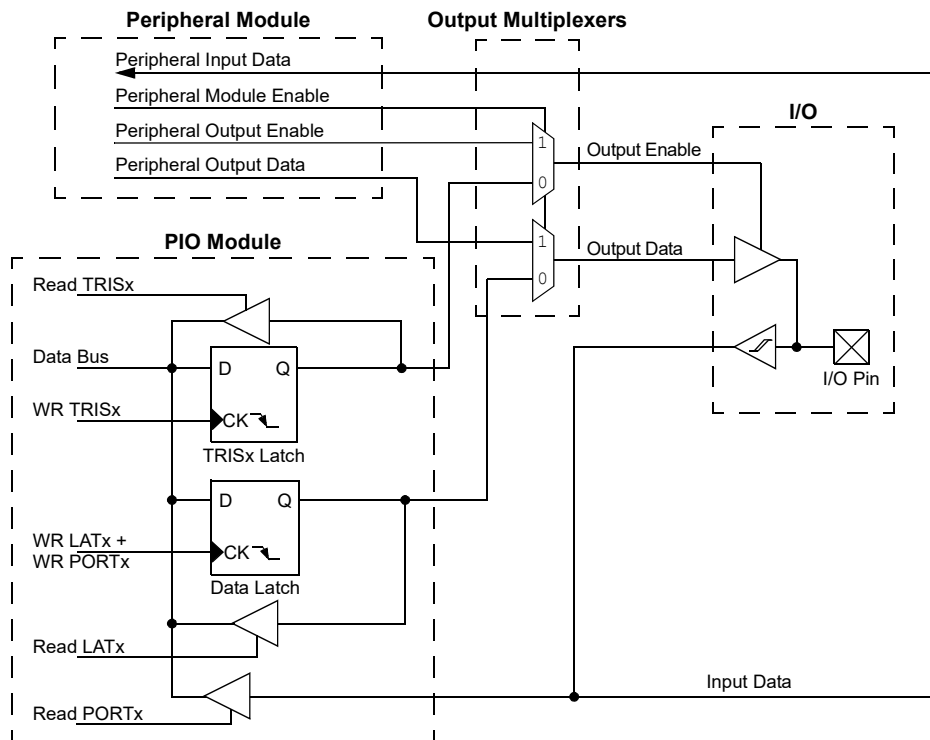 Peripheral Module
Output Multiplexers
Peripheral Input Data
Peripheral Module Enable
I/O
Peripheral Output Enable
1
Output Enable
Peripheral Output Data
0
PIO Module
1
Output Data
0
Read TRISx
Data Bus
D
Q
I/O Pin
WR TRISx
CK
TRISx Latch
D
Q
WR LATx +
WR PORTx
CK
Data Latch
Read LATx
Input Data
Read PORTx